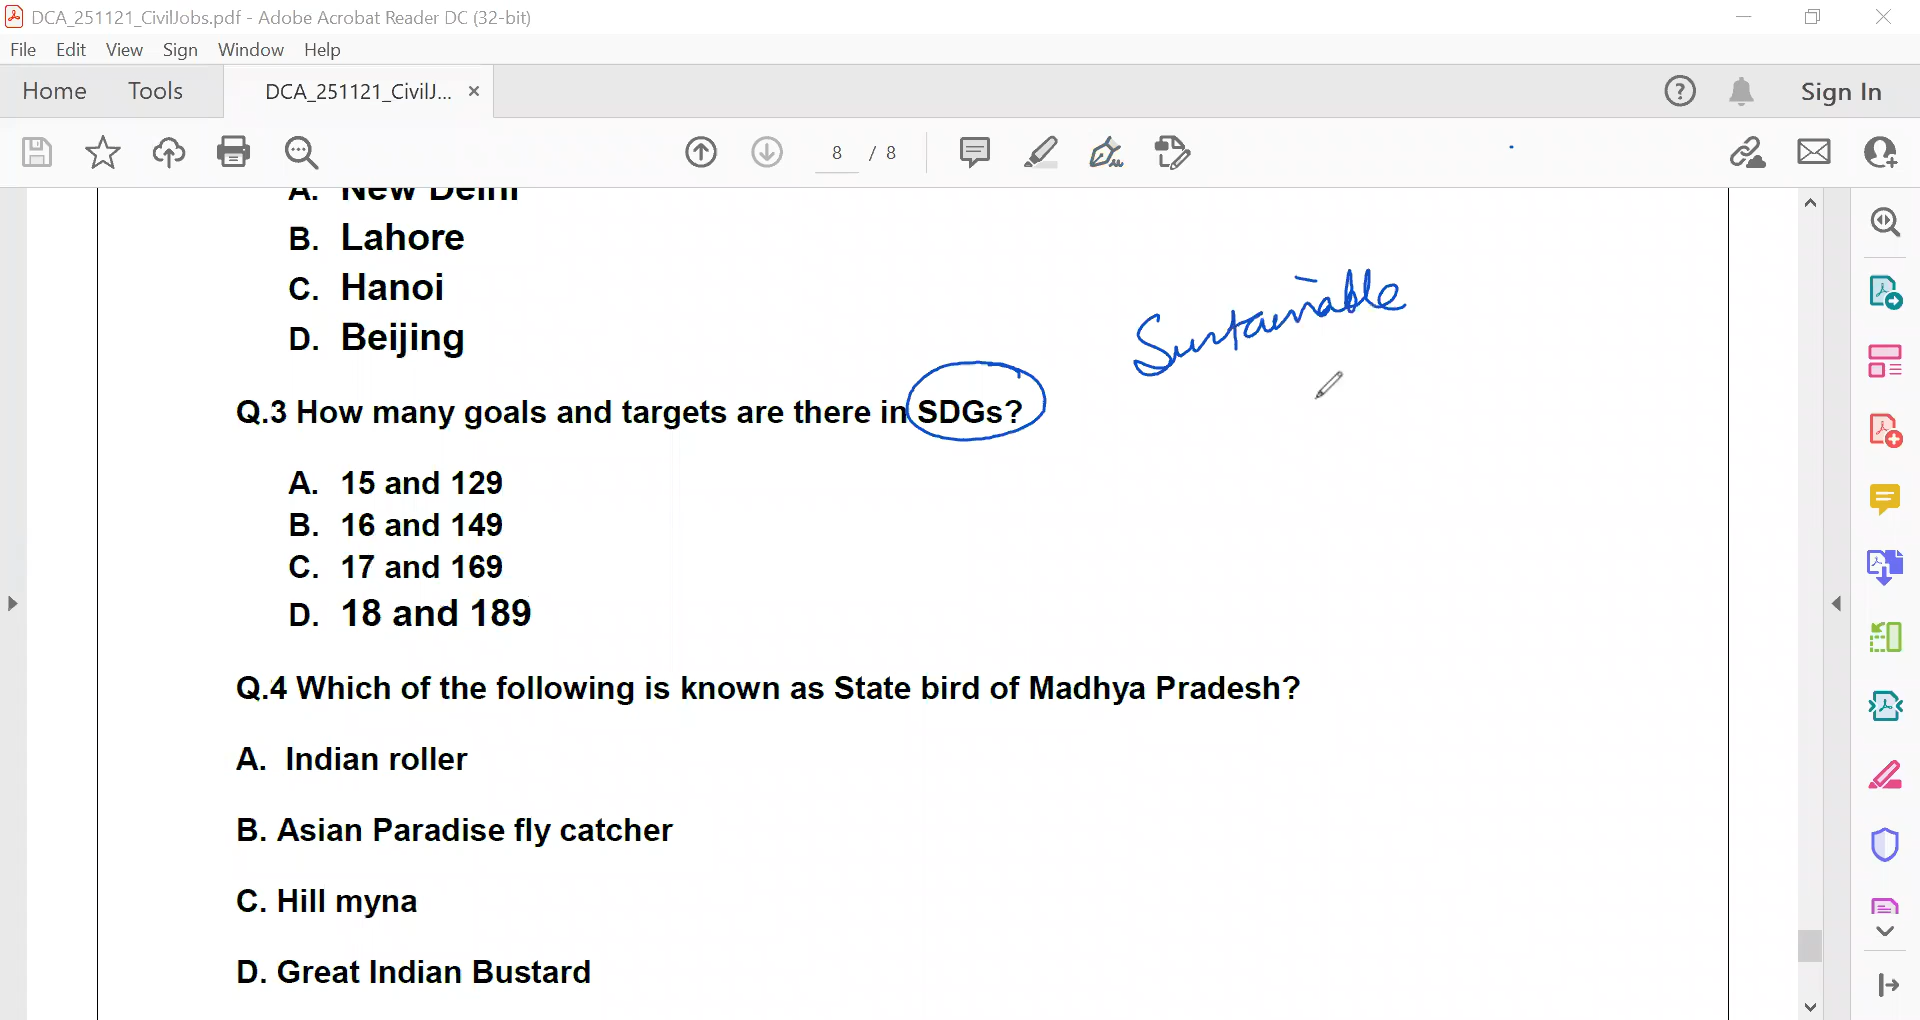 DCA_251121_CivilJobs.pdf - Adobe Acrobat Reader DC (32-bit)
File Edit View Sign Window Help
Home Tools DCA_251121_CivilJ... × ? Sign In
8 / 8
A. New Delhi
B. Lahore
C. Hanoi
D. Beijing
Sustainable
Q.3 How many goals and targets are there in SDGs?
A. 15 and 129
B. 16 and 149
C. 17 and 169
D. 18 and 189
Q.4 Which of the following is known as State bird of Madhya Pradesh?
A. Indian roller
B. Asian Paradise fly catcher
C. Hill myna
D. Great Indian Bustard